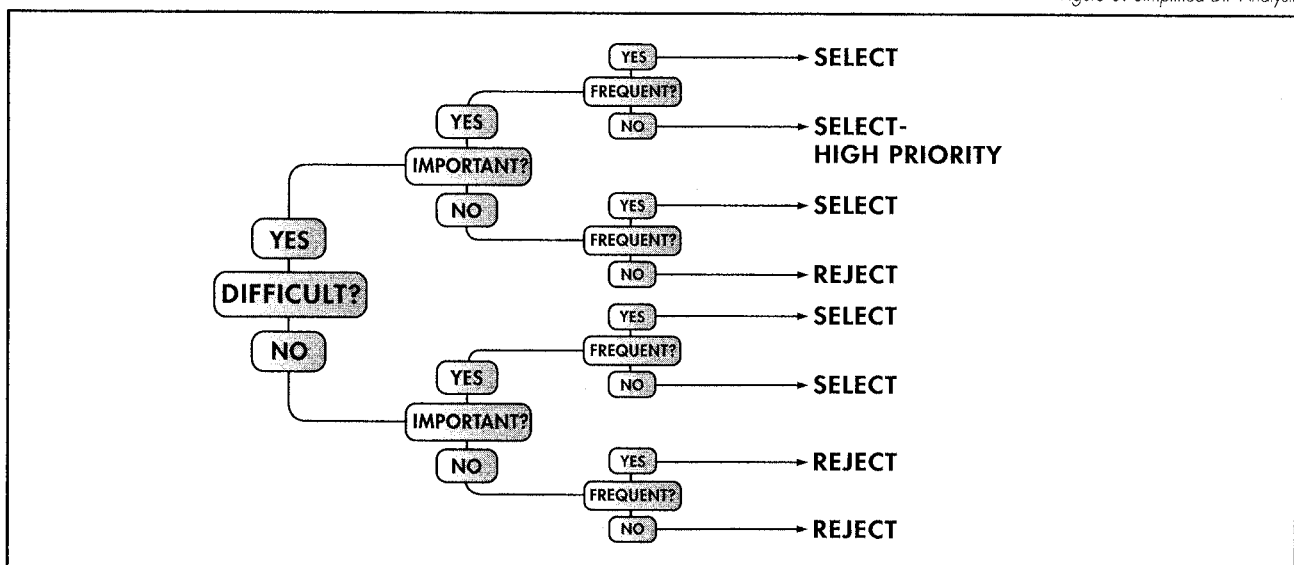 YES
SELECT
FREQUENT?
YES
NO
SELECT-
HIGH PRIORITY
IMPORTANT?
NO
YES
SELECT
FREQUENT?
YES
NO
REJECT
DIFFICULT?
NO
YES
SELECT
FREQUENT?
YES
NO
SELECT
IMPORTANT?
NO
YES
REJECT
FREQUENT?
NO
REJECT